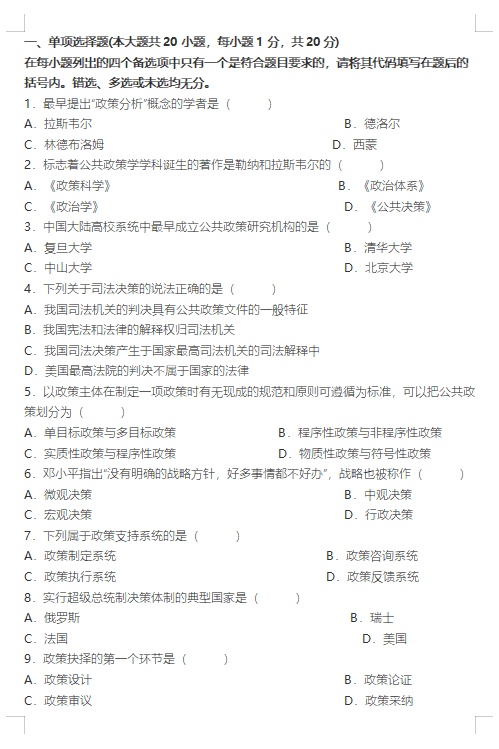 一、单项选择题(本大题共 20 小题，每小题 1 分，共 20 分)
在每小题列出的四个备选项中只有一个是符合题目要求的，请将其代码填写在题后的
括号内。错选、多选或未选均无分。
1．最早提出“政策分析”概念的学者是（　　）
A．拉斯韦尔　　B．德洛尔
C．林德布洛姆　　D．西蒙
2．标志着公共政策学学科诞生的著作是勒纳和拉斯韦尔的（　　）
A．《政策科学》　　B．《政治体系》
C．《政治学》　　D．《公共决策》
3．中国大陆高校系统中最早成立公共政策研究机构的是（　　）
A．复旦大学　　B．清华大学
C．中山大学　　D．北京大学
4．下列关于司法决策的说法正确的是（　　）
A．我国司法机关的判决具有公共政策文件的一般特征
B．我国宪法和法律的解释权归司法机关
C．我国司法决策产生于国家最高司法机关的司法解释中
D．美国最高法院的判决不属于国家的法律
5．以政策主体在制定一项政策时有无现成的规范和原则可遵循为标准，可以把公共政
策划分为（　　）
A．单目标政策与多目标政策　　B．程序性政策与非程序性政策
C．实质性政策与程序性政策　　D．物质性政策与符号性政策
6．邓小平指出“没有明确的战略方针，好多事情都不好办”，战略也被称作（　　）
A．微观决策　　B．中观决策
C．宏观决策　　D．行政决策
7．下列属于政策支持系统的是（　　）
A．政策制定系统　　B．政策咨询系统
C．政策执行系统　　D．政策反馈系统
8．实行超级总统制决策体制的典型国家是（　　）
A．俄罗斯　　B．瑞士
C．法国　　D．美国
9．政策抉择的第一个环节是（　　）
A．政策设计　　B．政策论证
C．政策审议　　D．政策采纳